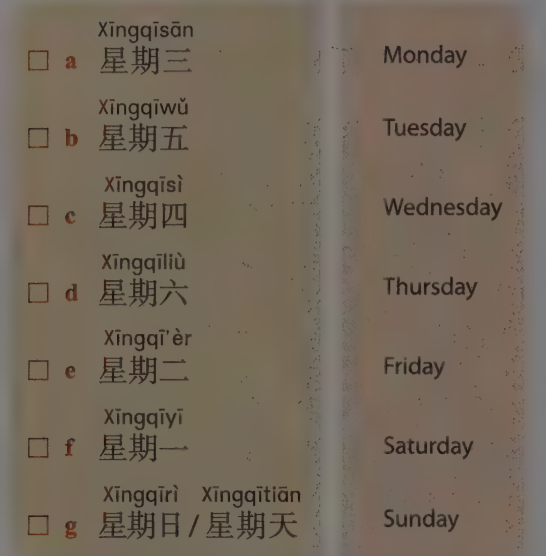 Xīngqīsān
☐ a 星期三 Monday
Xīngqīwǔ
☐ b 星期五 Tuesday
Xīngqīsì
☐ c 星期四 Wednesday
Xīngqīliù
☐ d 星期六 Thursday
Xīngqī'èr
☐ e 星期二 Friday
Xīngqīyī
☐ f 星期一 Saturday
Xīngqīrì Xīngqītiān
☐ g 星期日/星期天 Sunday